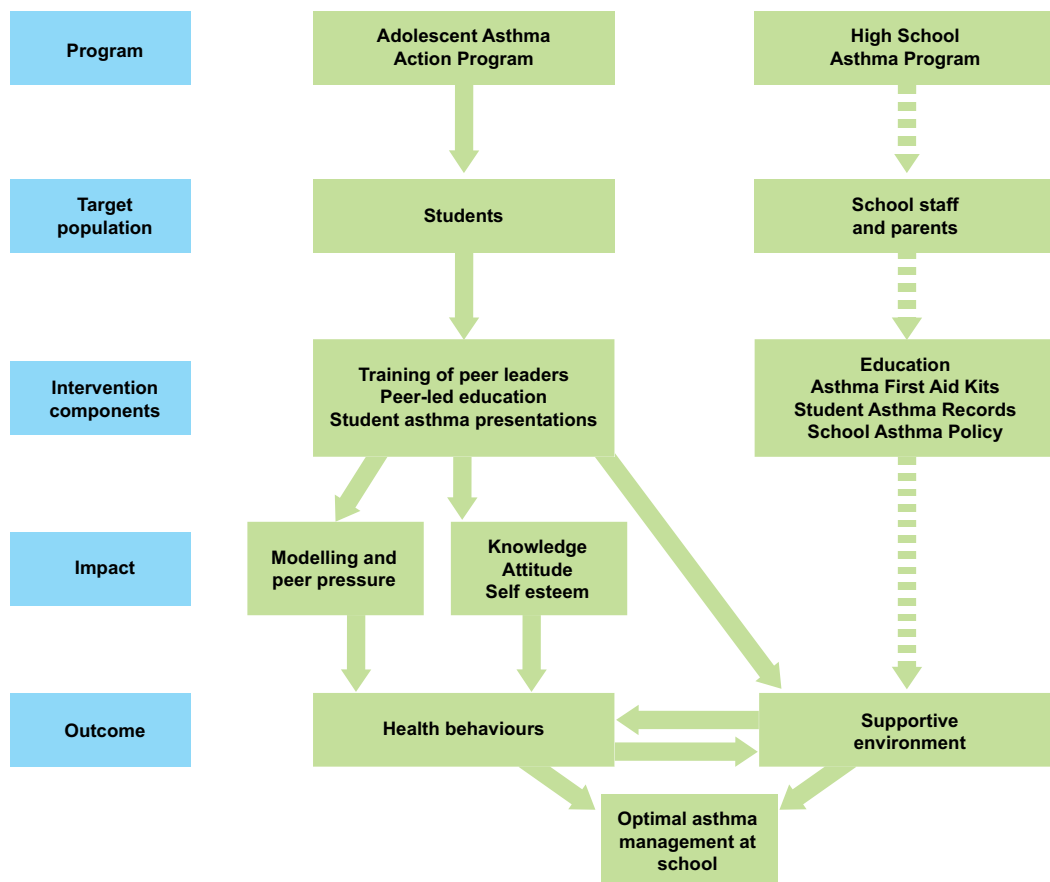 Program
Adolescent Asthma
Action Program
High School
Asthma Program
Target
population
Students
School staff
and parents
Intervention
components
Training of peer leaders
Peer-led education
Student asthma presentations
Education
Asthma First Aid Kits
Student Asthma Records
School Asthma Policy
Impact
Modelling and
peer pressure
Knowledge
Attitude
Self esteem
Outcome
Health behaviours
Supportive
environment
Optimal asthma
management at
school